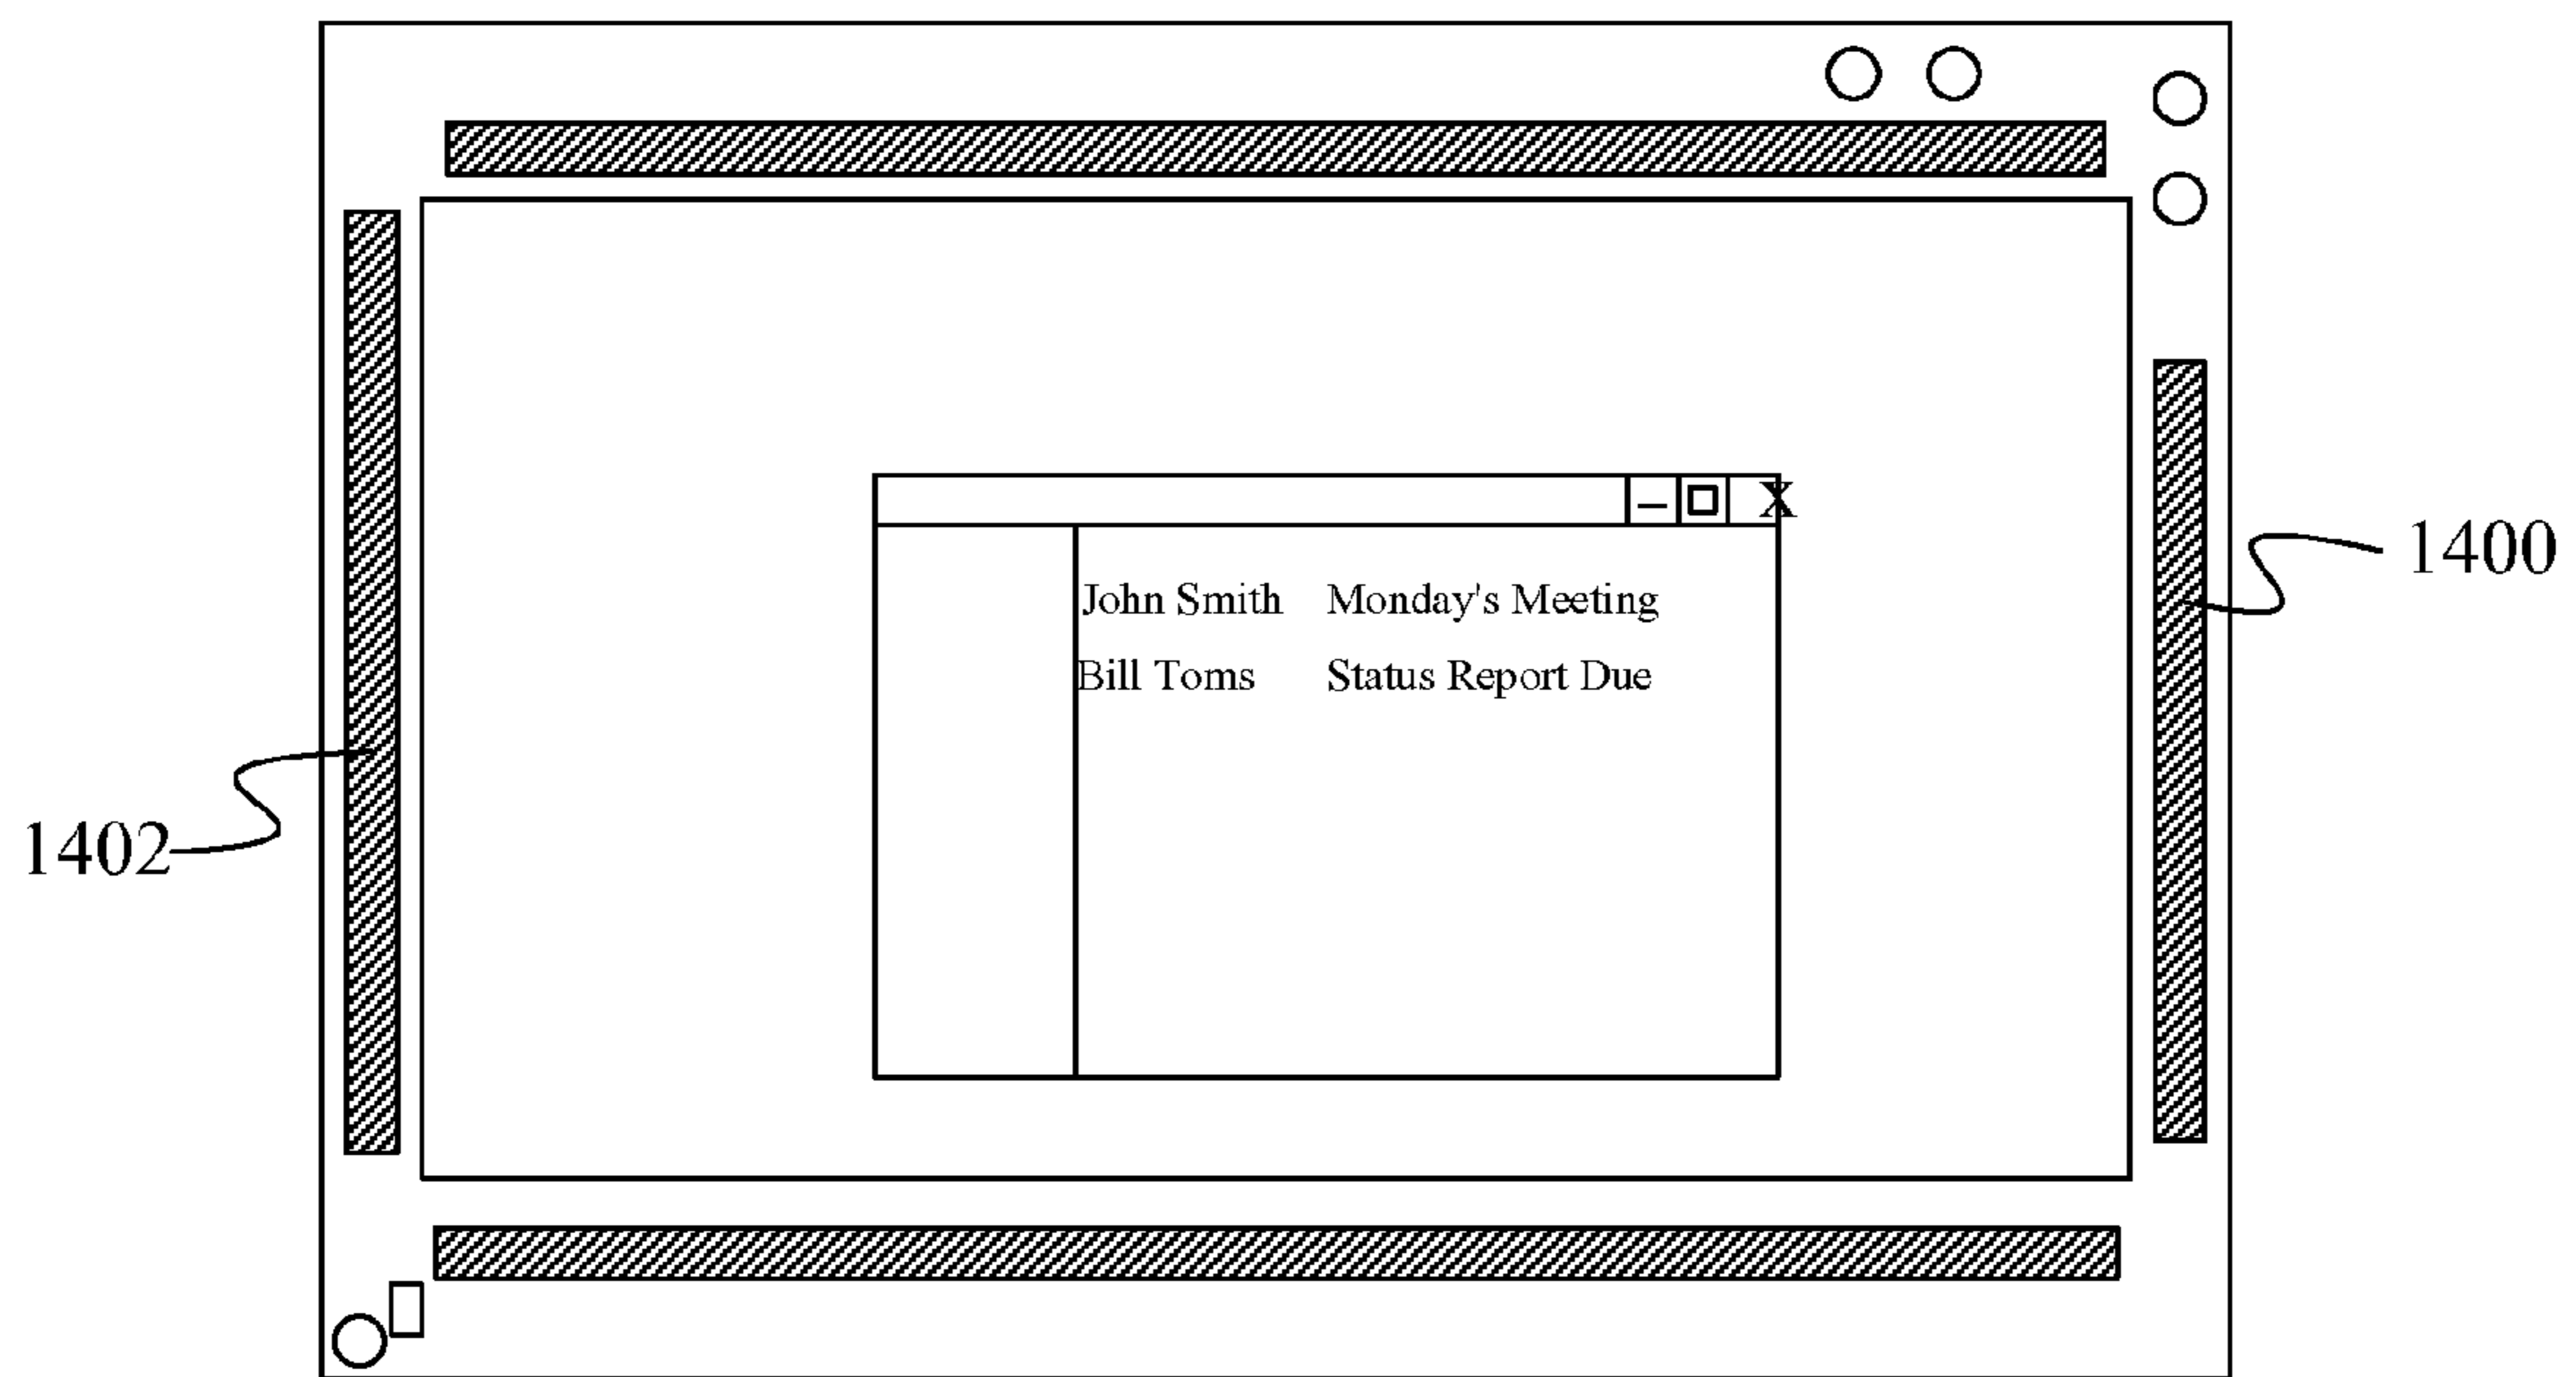 X
1400
John Smith Monday's Meeting
Bill Toms Status Report Due
1402